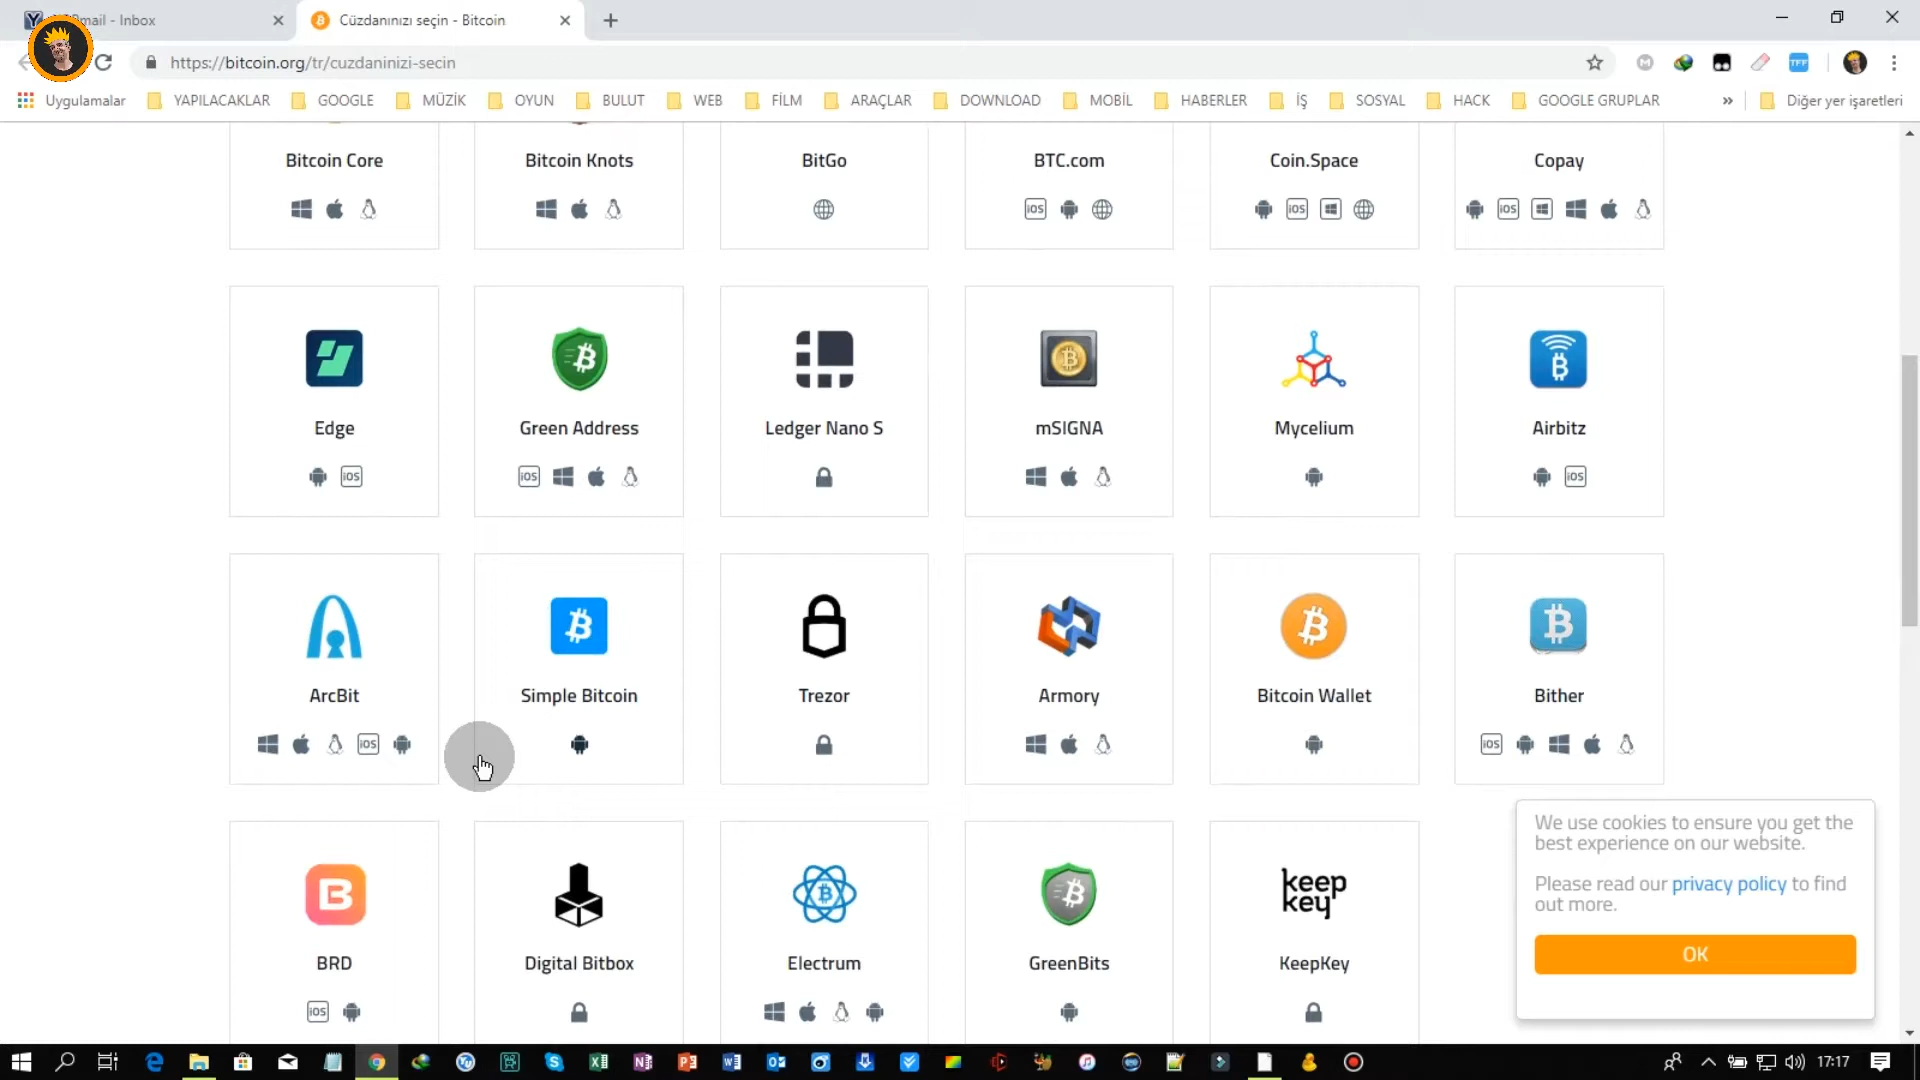 mail - Inbox
Cüzdanınızı seçin - Bitcoin
https://bitcoin.org/tr/cuzdaninizi-secin
TFF
Uygulamalar YAPILACAKLAR GOOGLE MÜZİK OYUN BULUT WEB FİLM ARAÇLAR DOWNLOAD MOBİL HABERLER İŞ SOSYAL HACK GOOGLE GRUPLAR » Diğer yer işaretleri
Bitcoin Core Bitcoin Knots BitGo BTC.com Coin.Space Copay
iOS iOS iOS
Edge Green Address Ledger Nano S mSIGNA Mycelium Airbitz
iOS iOS iOS
ArcBit Simple Bitcoin Trezor Armory Bitcoin Wallet Bither
iOS iOS
keep
key
BRD Digital Bitbox Electrum GreenBits KeepKey
iOS
We use cookies to ensure you get the
best experience on our website.
Please read our privacy policy to find
out more.
OK
17:17